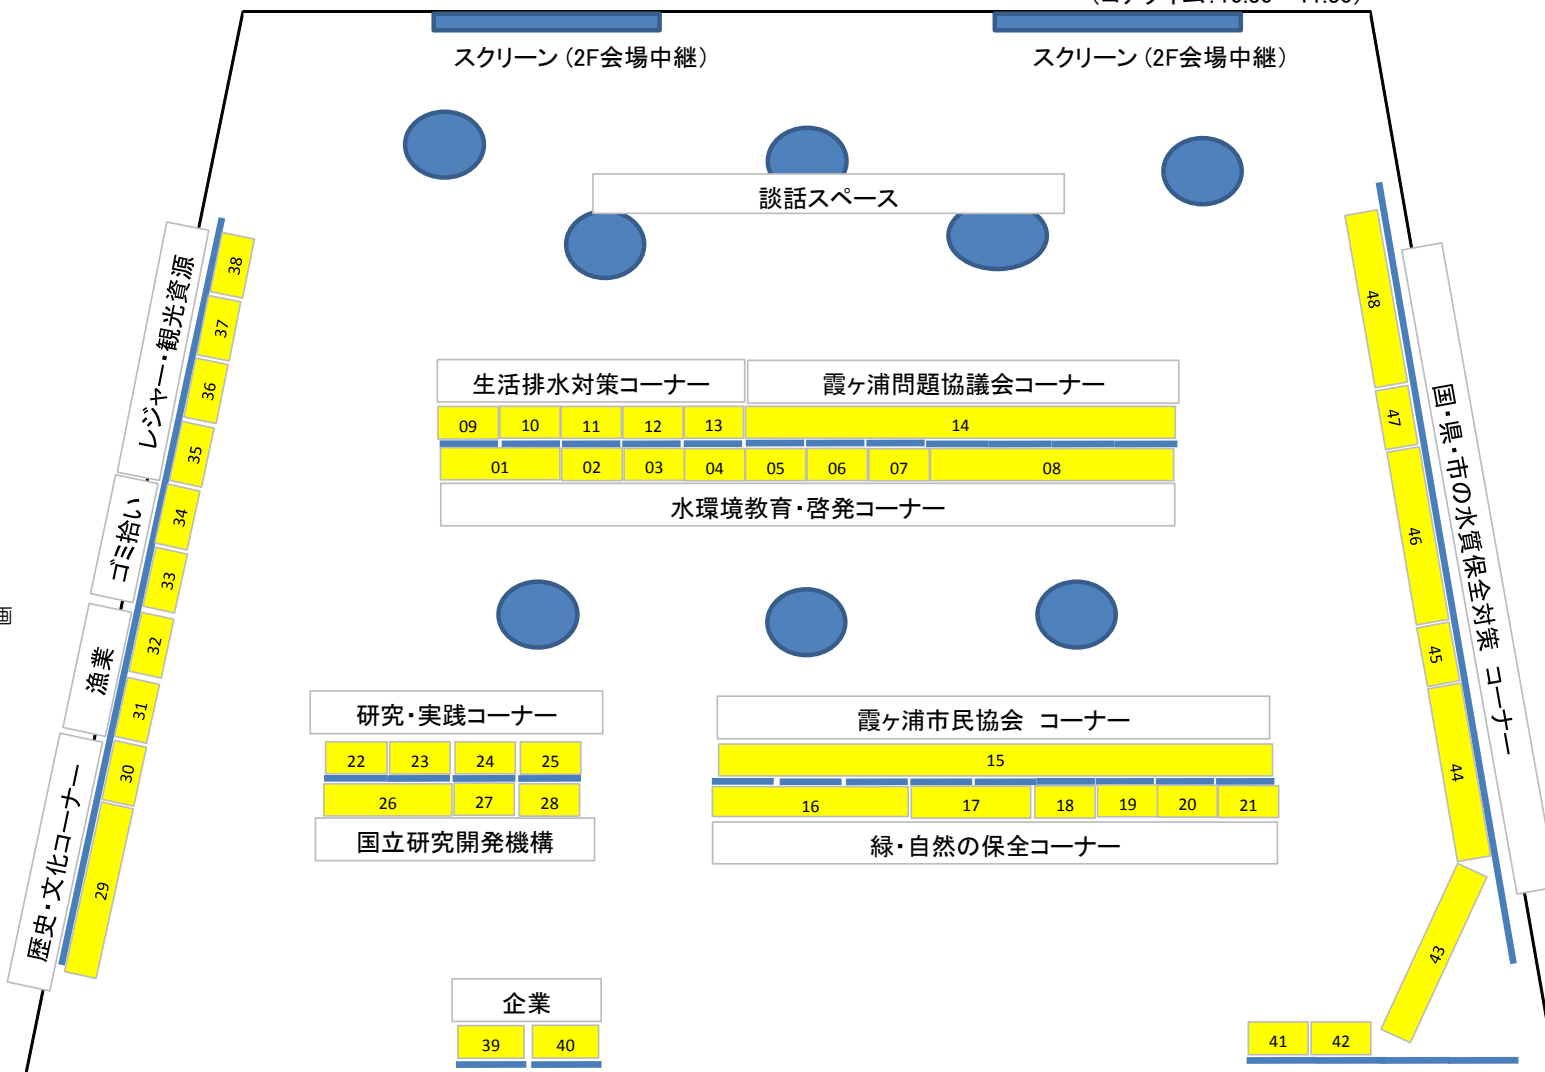 スクリーン (2F会場中継)
スクリーン (2F会場中継)
談話スペース
生活排水対策コーナー
霞ヶ浦問題協議会コーナー
09 10 11 12 13 14
01 02 03 04 05 06 07 08
水環境教育・啓発コーナー
レジャー・観光資源
ゴミ拾い
漁業
歴史・文化コーナー
38
37
36
35
34
33
32
31
30
29
画
研究・実践コーナー
22 23 24 25
26 27 28
国立研究開発機構
霞ヶ浦市民協会 コーナー
15
16 17 18 19 20 21
緑・自然の保全コーナー
国・県・市の水質保全対策 コーナー
48
47
46
45
44
43
企業
39 40
41 42